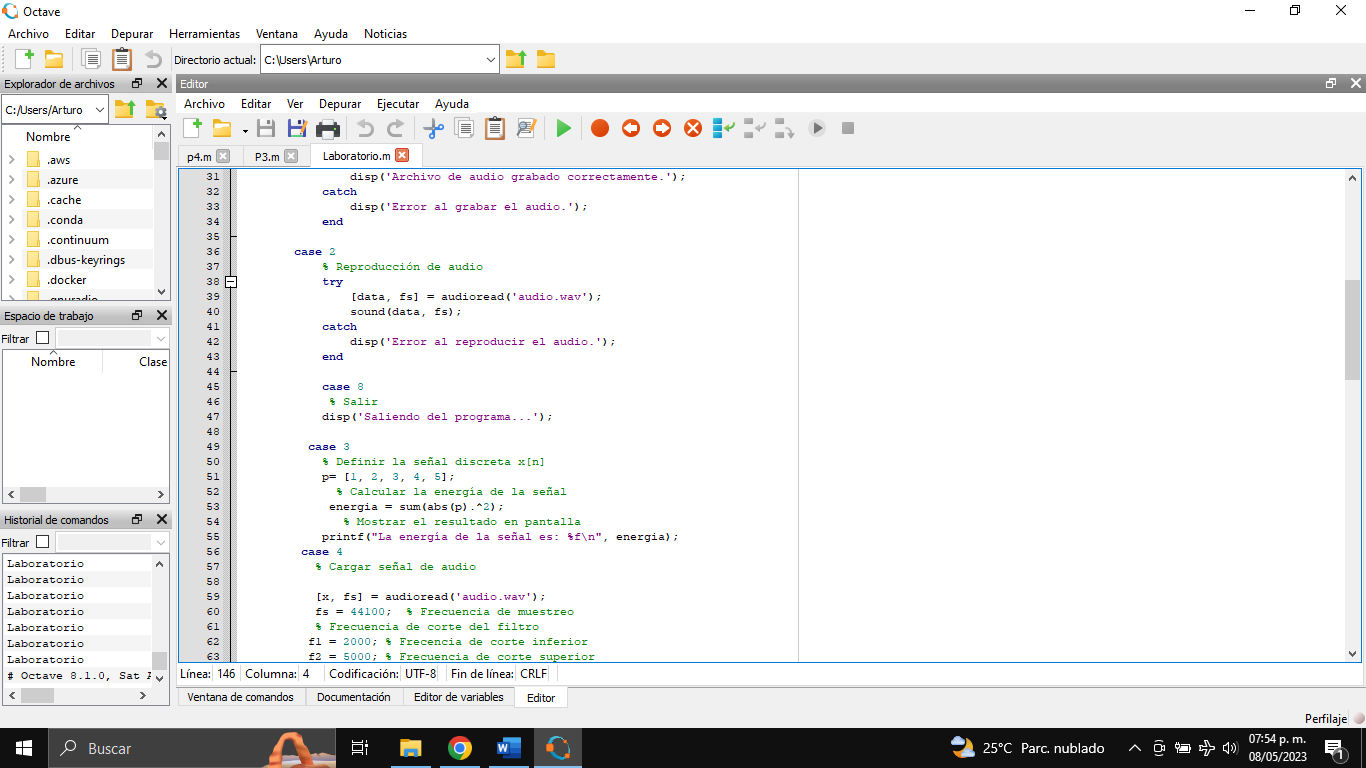 Octave
Archivo Editar Depurar Herramientas Ventana Ayuda Noticias
Directorio actual: C:\Users\Arturo
Explorador de archivos
C:/Users/Arturo
Nombre
.aws
.azure
.cache
.conda
.continuum
.dbus-keyrings
.docker
.gnuradio
Espacio de trabajo
Filtrar
Nombre Clase
Historial de comandos
Filtrar
Laboratorio
Laboratorio
Laboratorio
Laboratorio
Laboratorio
Laboratorio
Laboratorio
# Octave 8.1.0, Sat
Editor
Archivo Editar Ver Depurar Ejecutar Ayuda
p4.m P3.m Laboratorio.m
31 disp('Archivo de audio grabado correctamente.');
32 catch
33 disp('Error al grabar el audio.');
34 end
35
36 case 2
37 % Reproducción de audio
38 try
39 [data, fs] = audioread('audio.wav');
40 sound(data, fs);
41 catch
42 disp('Error al reproducir el audio.');
43 end
44
45 case 8
46 % Salir
47 disp('Saliendo del programa...');
48
49 case 3
50 % Definir la señal discreta x[n]
51 p= [1, 2, 3, 4, 5];
52 % Calcular la energía de la señal
53 energia = sum(abs(p).^2);
54 % Mostrar el resultado en pantalla
55 printf("La energía de la señal es: %f\n", energia);
56 case 4
57 % Cargar señal de audio
58
59 [x, fs] = audioread('audio.wav');
60 fs = 44100; % Frecuencia de muestreo
61 % Frecuencia de corte del filtro
62 f1 = 2000; % Frecencia de corte inferior
63 f2 = 5000; % Frecuencia de corte superior
Línea: 146 Columna: 4 Codificación: UTF-8 Fin de línea: CRLF
Ventana de comandos Documentación Editor de variables Editor
Perfilaje
Buscar
25°C Parc. nublado
07:54 p. m.
08/05/2023
1